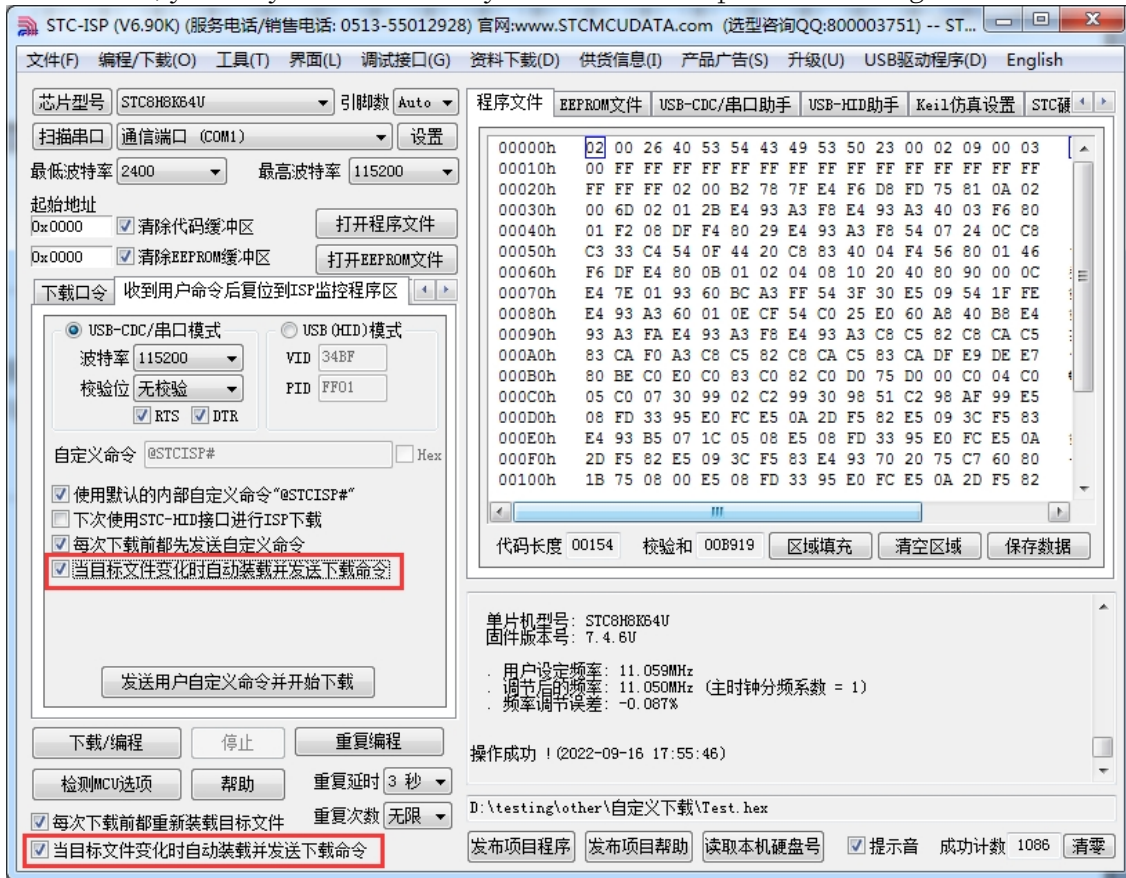 STC-ISP (V6.90K) (服务电话/销售电话: 0513-55012928) 官网:www.STCMCUDATA.com (选型咨询QQ:800003751) -- ST...
文件(F) 编程/下载(O) 工具(T) 界面(L) 调试接口(G) 资料下载(D) 供货信息(I) 产品广告(S) 升级(U) USB驱动程序(D) English
芯片型号 STC8H8K64U 引脚数 Auto
扫描串口 通信端口 (COM1) 设置
最低波特率 2400 最高波特率 115200
起始地址
0x0000 清除代码缓冲区 打开程序文件
0x0000 清除EEPROM缓冲区 打开EEPROM文件
下载口令 收到用户命令后复位到ISP监控程序区
USB-CDC/串口模式 USB(HID)模式
波特率 115200 VID 34BF
校验位 无校验 PID FF01
RTS DTR
自定义命令 @STCISP# Hex
使用默认的内部自定义命令"@STCISP#"
下次使用STC-HID接口进行ISP下载
每次下载前都先发送自定义命令
当目标文件变化时自动装载并发送下载命令
发送用户自定义命令并开始下载
下载/编程 停止 重复编程
检测MCU选项 帮助 重复延时 3 秒
每次下载前都重新装载目标文件 重复次数 无限
当目标文件变化时自动装载并发送下载命令
程序文件 EEPROM文件 USB-CDC/串口助手 USB-HID助手 Keil仿真设置
00000h 02 00 26 40 53 54 43 49 53 50 23 00 02 09 00 03
00010h 00 FF FF FF FF FF FF FF FF FF FF FF FF FF FF FF
00020h FF FF FF 02 00 B2 78 7F E4 F6 D8 FD 75 81 0A 02
00030h 00 6D 02 01 2B E4 93 A3 F8 E4 93 A3 40 03 F6 80
00040h 01 F2 08 DF F4 80 29 E4 93 A3 F8 54 07 24 0C C8
00050h C3 33 C4 54 0F 44 20 C8 83 40 04 F4 56 80 01 46
00060h F6 DF E4 80 0B 01 02 04 08 10 20 40 80 90 00 0C
00070h E4 7E 01 93 60 BC A3 FF 54 3F 30 E5 09 54 1F FE
00080h E4 93 A3 60 01 0E CF 54 C0 25 E0 60 A8 40 B8 E4
00090h 93 A3 FA E4 93 A3 F8 E4 93 A3 C8 C5 82 C8 CA C5
000A0h 83 CA F0 A3 C8 C5 82 C8 CA C5 83 CA DF E9 DE E7
000B0h 80 BE C0 E0 C0 83 C0 82 C0 D0 75 D0 00 C0 04 C0
000C0h 05 C0 07 30 99 02 C2 99 30 98 51 C2 98 AF 99 E5
000D0h 08 FD 33 95 E0 FC E5 0A 2D F5 82 E5 09 3C F5 83
000E0h E4 93 B5 07 1C 05 08 E5 08 FD 33 95 E0 FC E5 0A
000F0h 2D F5 82 E5 09 3C F5 83 E4 93 70 20 75 C7 60 80
00100h 1B 75 08 00 E5 08 FD 33 95 E0 FC E5 0A 2D F5 82
代码长度 00154 校验和 00B919 区域填充 清空区域 保存数据
单片机型号: STC8H8K64U
固件版本号: 7.4.6U
. 用户设定频率: 11.059MHz
. 调节后的频率: 11.050MHz (主时钟分频系数 = 1)
. 频率调节误差: -0.087%
操作成功 !(2022-09-16 17:55:46)
D:\testing\other\自定义下载\Test.hex
发布项目程序 发布项目帮助 读取本机硬盘号 提示音 成功计数 1086 清零